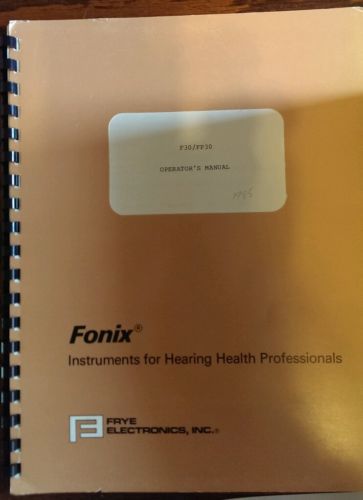 F30/FP30
OPERATOR'S MANUAL
Fonix®
Instruments for Hearing Health Professionals
FRYE
ELECTRONICS, INC.®